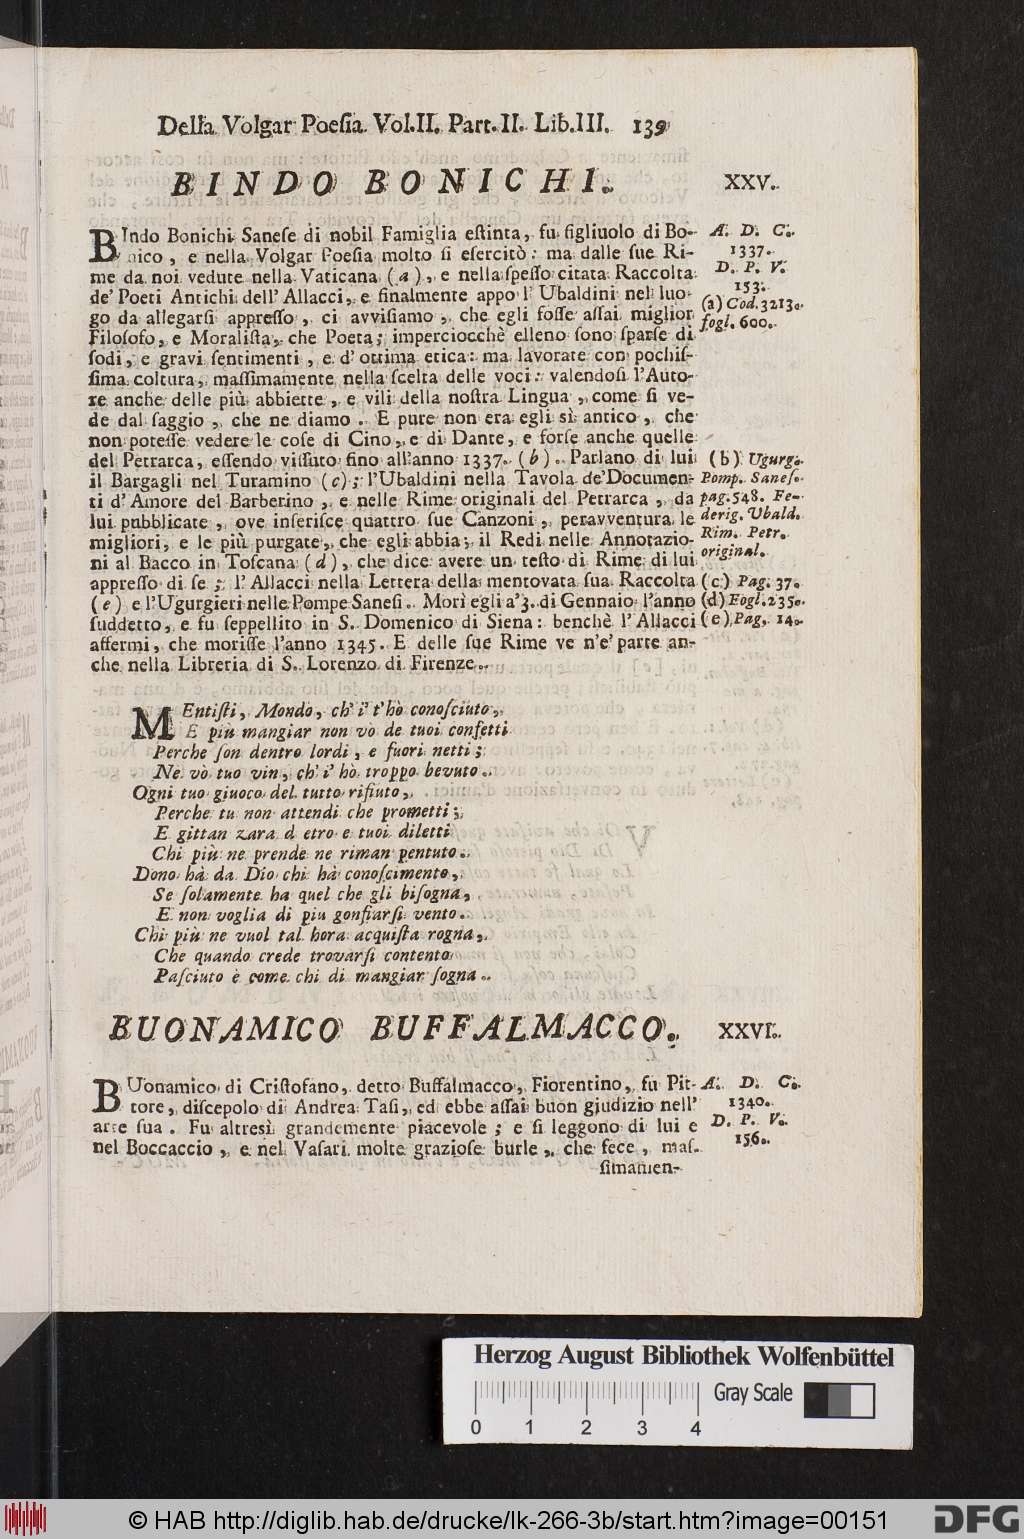 Della Volgar Poeſia. Vol.II. Part.II. Lib.III. 139
BINDO BONICHI. XXV.
BIndo Bonichi Saneſe di nobil Famiglia eſtinta, fu figliuolo di Bo-
nico, e nella Volgar Poeſia molto ſi eſercitò: ma dalle ſue Ri-
me da noi vedute nella Vaticana (a), e nella ſpeſſo citata Raccolta
de' Poeti Antichi dell' Allacci, e finalmente appo l' Ubaldini nel luo-
go da allegarſi appreſſo, ci avviſiamo, che egli foſſe aſſai miglior
Filoſofo, e Moraliſta, che Poeta; imperciocchè elleno ſono ſparſe di
ſodi, e gravi ſentimenti, e d' ottima etica: ma lavorate con pochiſ-
ſima coltura, maſſimamente nella ſcelta delle voci: valendoſi l'Auto-
re anche delle più abbiette, e vili della noſtra Lingua, come ſi ve-
de dal ſaggio, che ne diamo. E pure non era egli sì antico, che
non poteſſe vedere le coſe di Cino, e di Dante, e forſe anche quelle
del Petrarca, eſſendo viſſuto fino all'anno 1337. (b). Parlano di lui
il Bargagli nel Turamino (c); l'Ubaldini nella Tavola de'Documen-
ti d' Amore del Barberino, e nelle Rime originali del Petrarca, da
lui pubblicate, ove inſeriſce quattro ſue Canzoni, peravventura le
migliori, e le più purgate, che egli abbia; il Redi nelle Annotazio-
ni al Bacco in Toſcana (d), che dice avere un teſto di Rime di lui
appreſſo di ſe; l' Allacci nella Lettera della mentovata ſua Raccolta
(e) e l'Ugurgieri nelle Pompe Saneſi. Morì egli a' 3. di Gennaio l'anno
ſuddetto, e fu ſeppellito in S. Domenico di Siena: benchè l' Allacci
affermi, che moriſſe l'anno 1345. E delle ſue Rime ve n'e' parte an-
che nella Libreria di S. Lorenzo di Firenze.
A. D. C.
1337.
D. P. V.
153.
(a) Cod. 3213.
fogl. 600.
(b) Ugurg.
Pomp. Saneſ.
pag. 548. Fe-
derig. Ubald.
Rim. Petr.
original.
(c) Pag. 37.
(d) Fogl. 235.
(e) Pag. 14.
MEntiſti, Mondo, ch' i' t'hò conoſciuto,
E più mangiar non vò de tuoi confetti
Perche ſon dentro lordi, e fuori netti;
Ne vò tuo vin, ch' i' hò troppo bevuto.
Ogni tuo giuoco del tutto rifiuto,
Perche tu non attendi che prometti;
E gittan zara d etro e tuoi diletti
Chi più ne prende ne riman pentuto.
Dono hà da Dio chi hà conoſcimento,
Se ſolamente ha quel che gli biſogna,
E non voglia di piu gonfiarſi vento.
Chi più ne vuol tal hora acquiſta rogna,
Che quando crede trovarſi contento
Paſciuto è come chi di mangiar ſogna.
BUONAMICO BUFFALMACCO. XXVI.
BUonamico di Criſtofano, detto Buffalmacco, Fiorentino, fu Pit-
tore, diſcepolo di Andrea Tafi, ed ebbe aſſai buon giudizio nell'
arte ſua. Fu altresì grandemente piacevole; e ſi leggono di lui e
nel Boccaccio, e nel Vaſari molte grazioſe burle, che fece, maſ-
ſimamen-
A. D. C.
1340.
D. P. V.
156.
Herzog August Bibliothek Wolfenbüttel
Gray Scale
0 1 2 3 4
© HAB http://diglib.hab.de/drucke/lk-266-3b/start.htm?image=00151
DFG